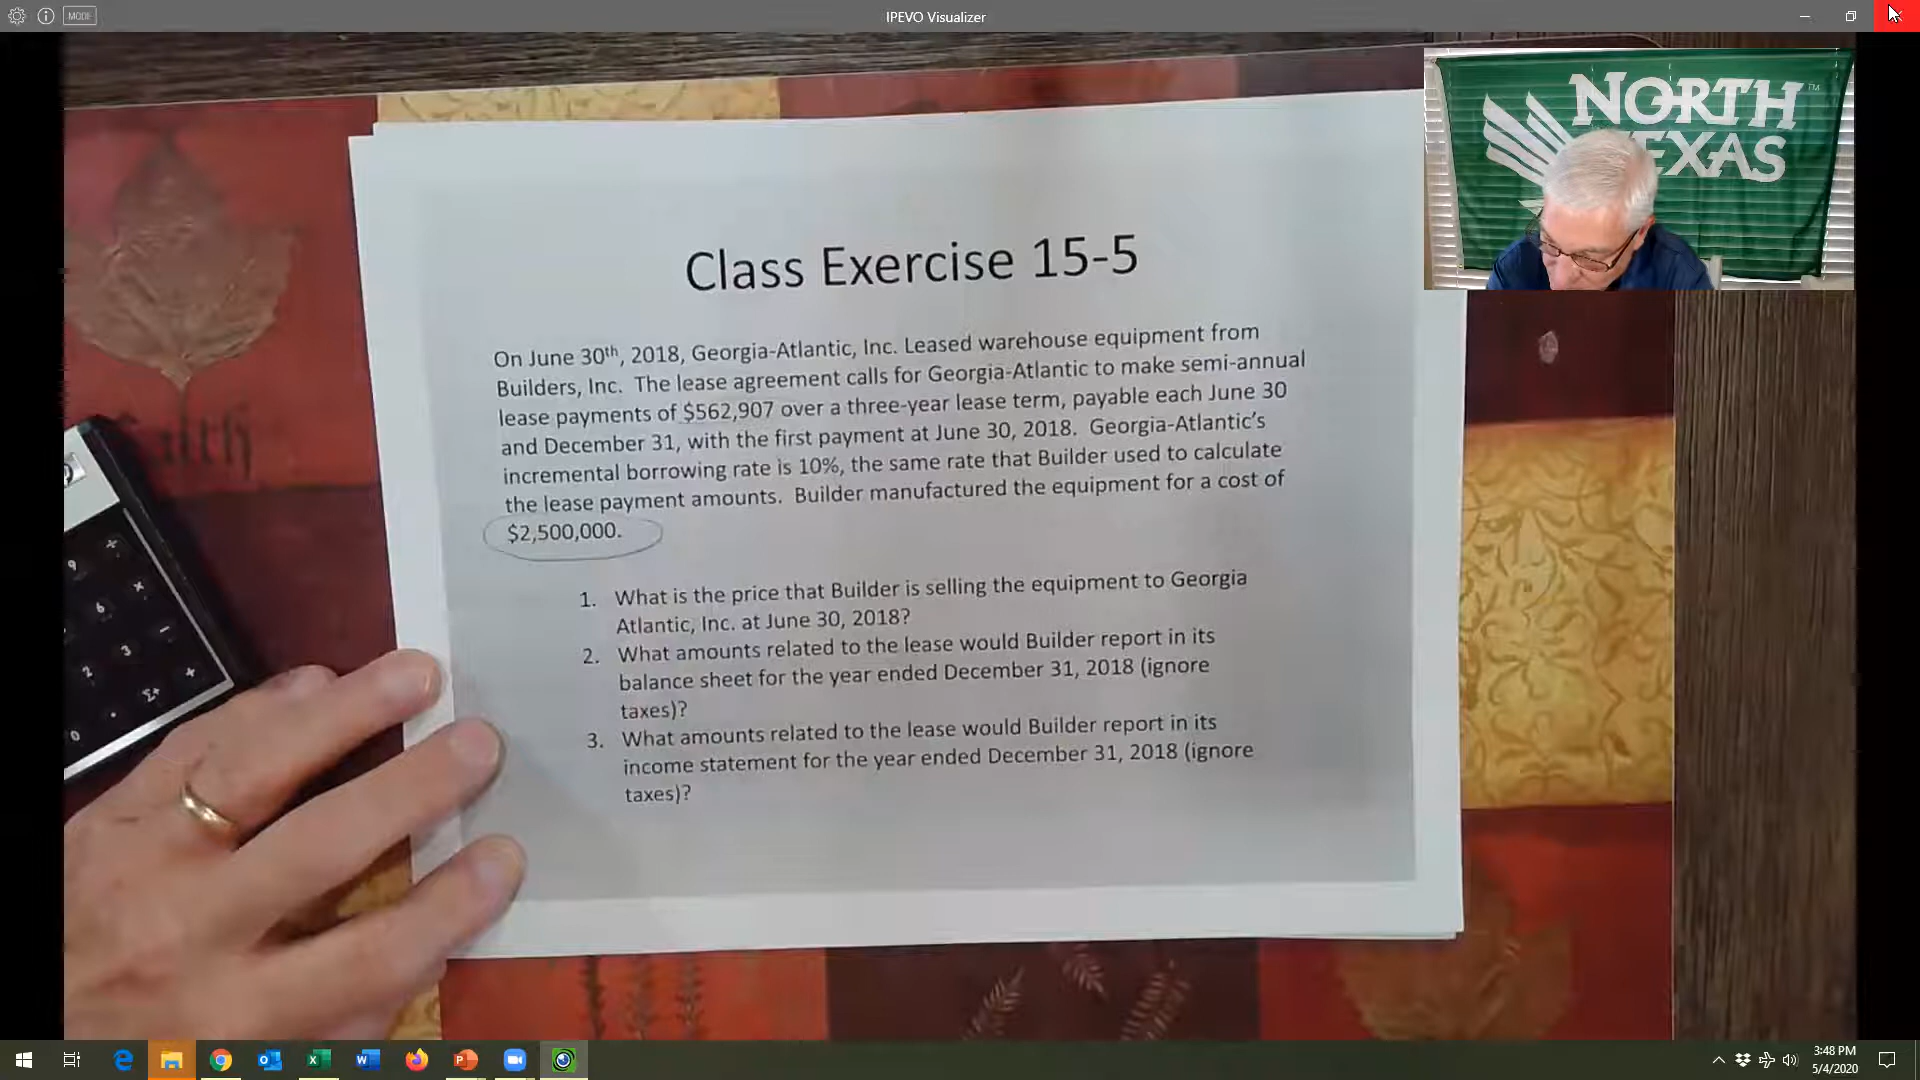 MODE
IPEVO Visualizer
NORTH
TEXAS
TM
Class Exercise 15-5
On June 30th, 2018, Georgia-Atlantic, Inc. Leased warehouse equipment from
Builders, Inc. The lease agreement calls for Georgia-Atlantic to make semi-annual
lease payments of $562,907 over a three-year lease term, payable each June 30
and December 31, with the first payment at June 30, 2018. Georgia-Atlantic's
incremental borrowing rate is 10%, the same rate that Builder used to calculate
the lease payment amounts. Builder manufactured the equipment for a cost of
$2,500,000.
1. What is the price that Builder is selling the equipment to Georgia
Atlantic, Inc. at June 30, 2018?
2. What amounts related to the lease would Builder report in its
balance sheet for the year ended December 31, 2018 (ignore
taxes)?
3. What amounts related to the lease would Builder report in its
income statement for the year ended December 31, 2018 (ignore
taxes)?
9 ÷
6 ×
2 3 −
0 . Σ+ +
3:48 PM
5/4/2020